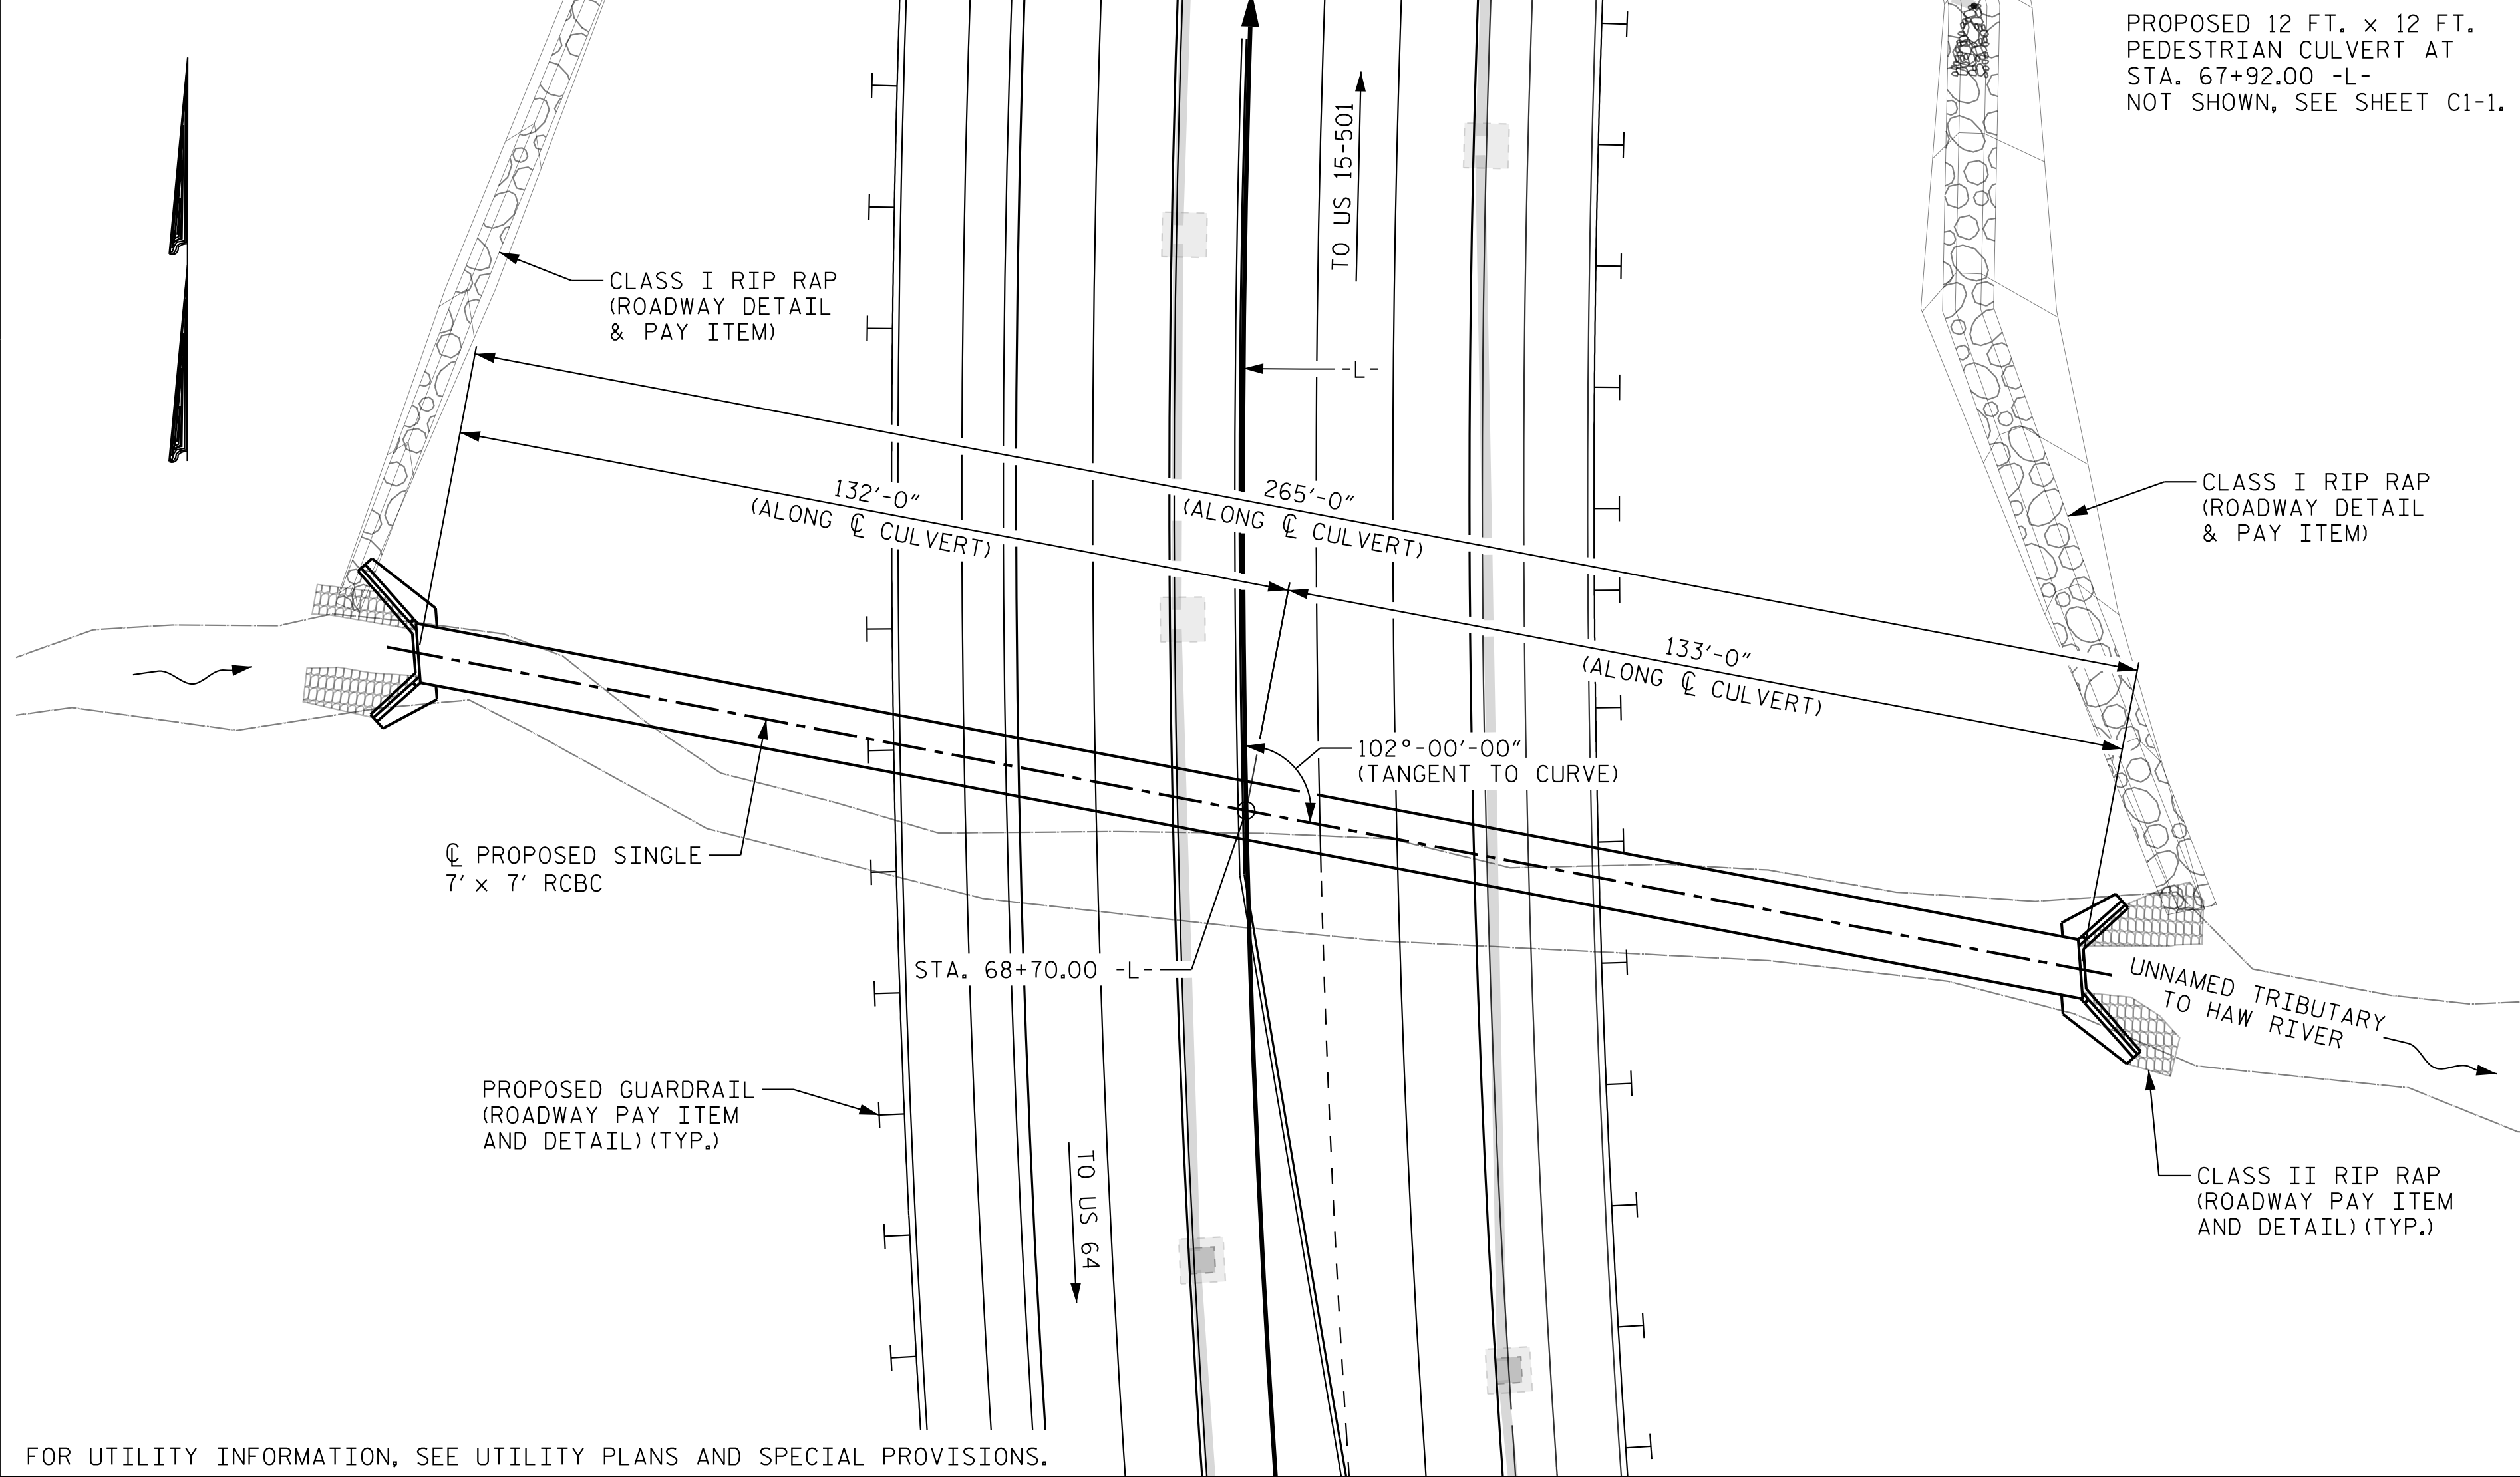 PROPOSED 12 FT. x 12 FT.
PEDESTRIAN CULVERT AT
STA. 67+92.00 -L-
NOT SHOWN, SEE SHEET C1-1.
TO US 15-501
CLASS I RIP RAP
(ROADWAY DETAIL
& PAY ITEM)
-L-
132'-0"
(ALONG ℄ CULVERT)
265'-0"
(ALONG ℄ CULVERT)
CLASS I RIP RAP
(ROADWAY DETAIL
& PAY ITEM)
133'-0"
(ALONG ℄ CULVERT)
102°-00'-00"
(TANGENT TO CURVE)
℄ PROPOSED SINGLE
7' x 7' RCBC
STA. 68+70.00 -L-
UNNAMED TRIBUTARY
TO HAW RIVER
PROPOSED GUARDRAIL
(ROADWAY PAY ITEM
AND DETAIL) (TYP.)
TO US 64
CLASS II RIP RAP
(ROADWAY PAY ITEM
AND DETAIL) (TYP.)
FOR UTILITY INFORMATION, SEE UTILITY PLANS AND SPECIAL PROVISIONS.